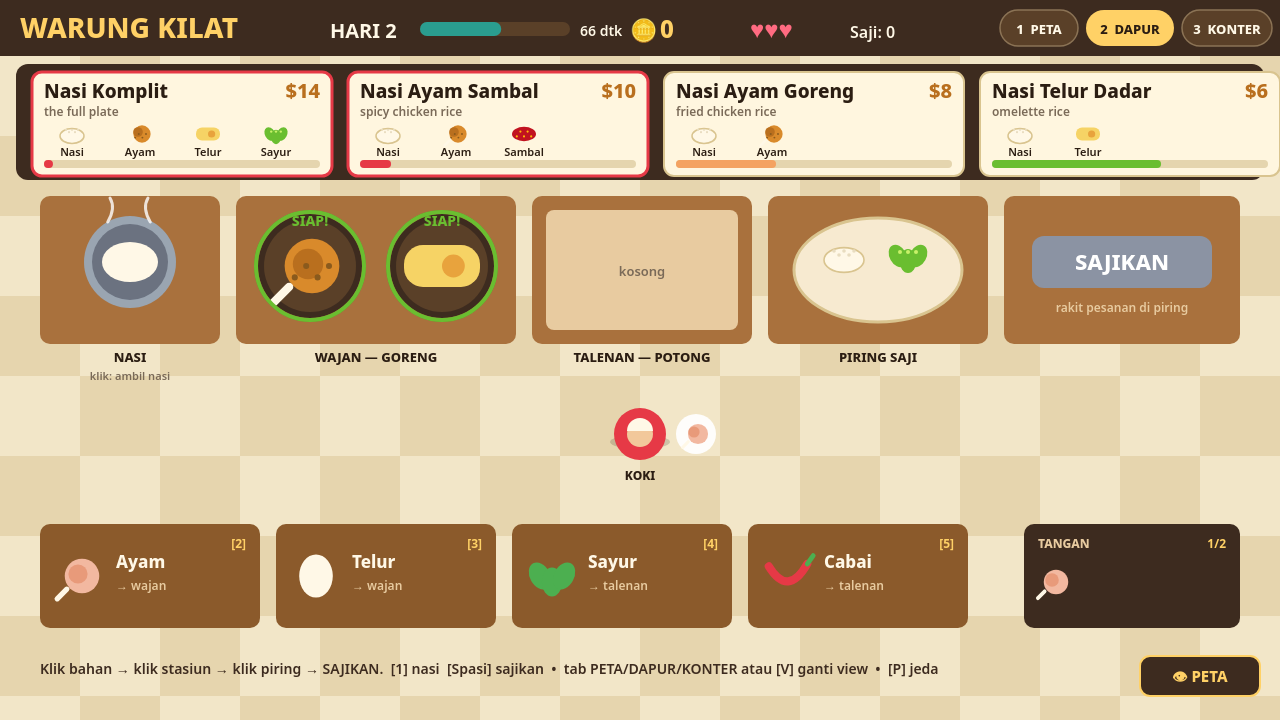 WARUNG KILAT
HARI 2
66 dtk
0
Saji: 0
1 PETA
2 DAPUR
3 KONTER
Nasi Komplit $14
the full plate
Nasi Ayam Telur Sayur
Nasi Ayam Sambal $10
spicy chicken rice
Nasi Ayam Sambal
Nasi Ayam Goreng $8
fried chicken rice
Nasi Ayam
Nasi Telur Dadar $6
omelette rice
Nasi Telur
SIAP!
SIAP!
kosong
SAJIKAN
rakit pesanan di piring
NASI
klik: ambil nasi
WAJAN — GORENG
TALENAN — POTONG
PIRING SAJI
KOKI
[2]
Ayam
→ wajan
[3]
Telur
→ wajan
[4]
Sayur
→ talenan
[5]
Cabai
→ talenan
TANGAN 1/2
Klik bahan → klik stasiun → klik piring → SAJIKAN. [1] nasi [Spasi] sajikan • tab PETA/DAPUR/KONTER atau [V] ganti view • [P] jeda
PETA